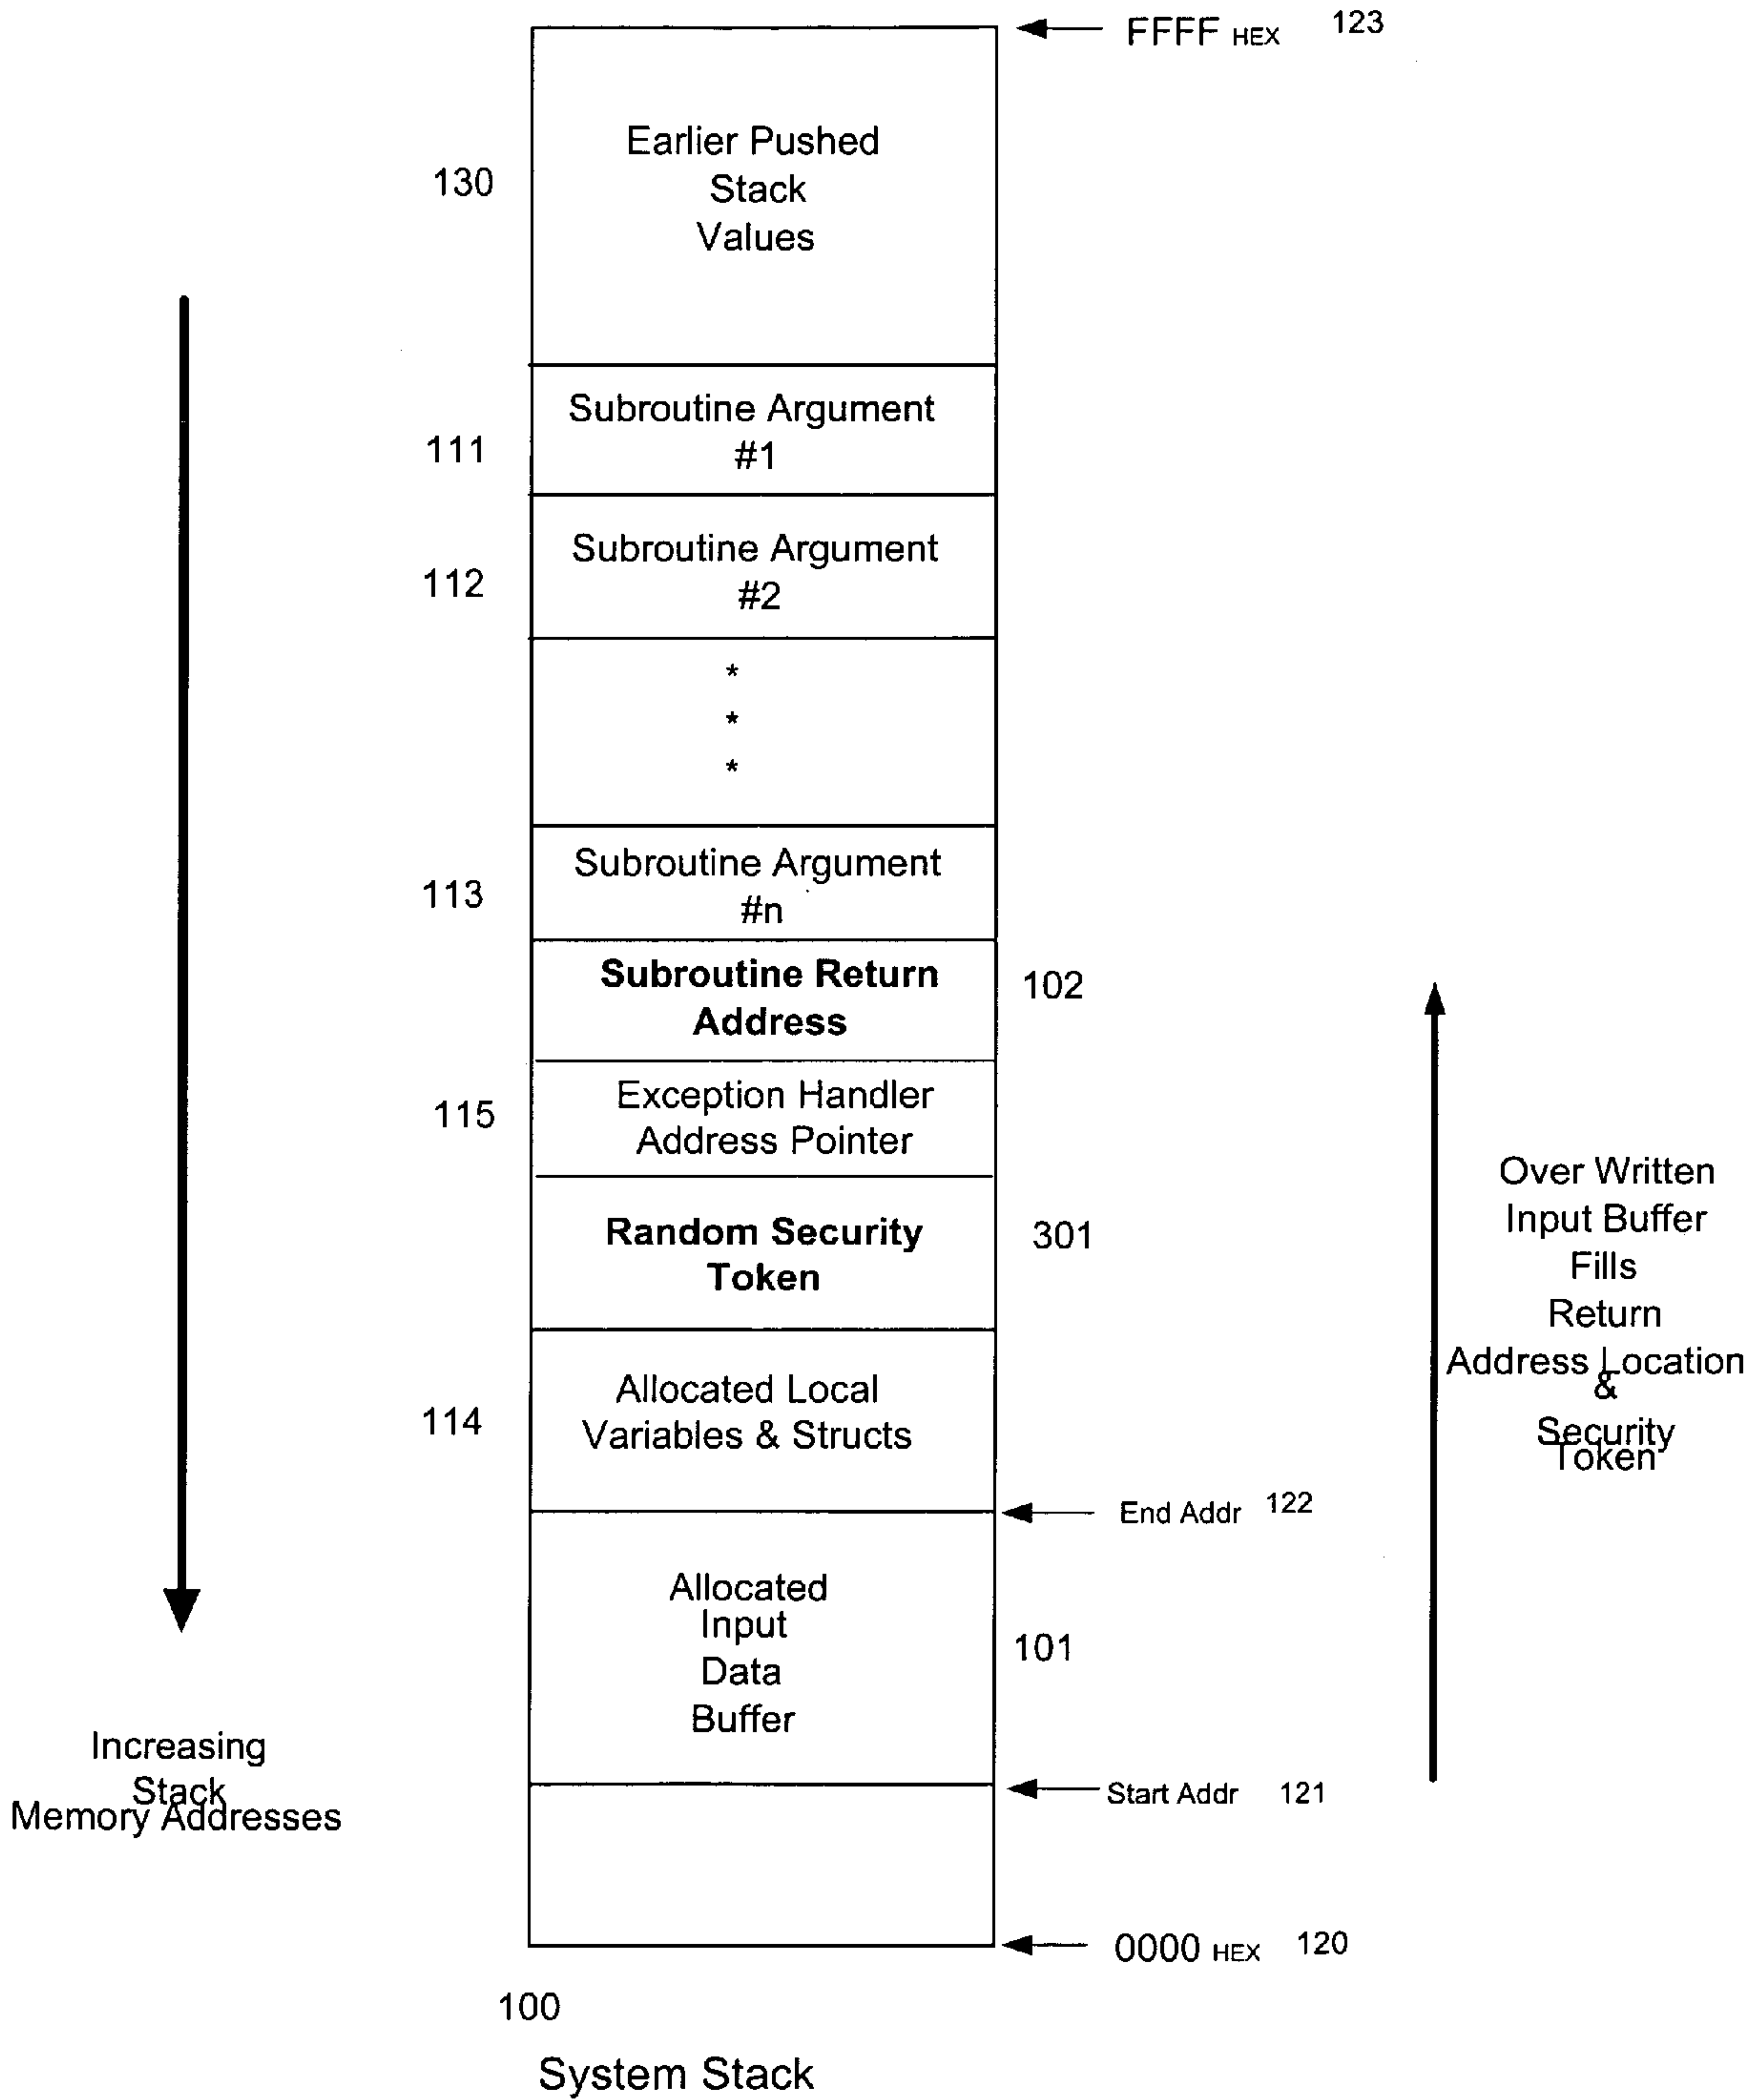 FFFF HEX 123
Earlier Pushed
130
Stack
Values
Subroutine Argument
111
#1
Subroutine Argument
112
#2
*
*
*
Subroutine Argument
113
#n
Subroutine Return
102
Address
Exception Handler
115
Address Pointer
Random Security
301
Token
Over Written
Input Buffer
Fills
Return
Address Location
&
Security
Token
Allocated Local
114
Variables & Structs
End Addr 122
Allocated
Input
Data
Buffer
101
Increasing
Stack
Memory Addresses
Start Addr 121
0000 HEX 120
100
System Stack